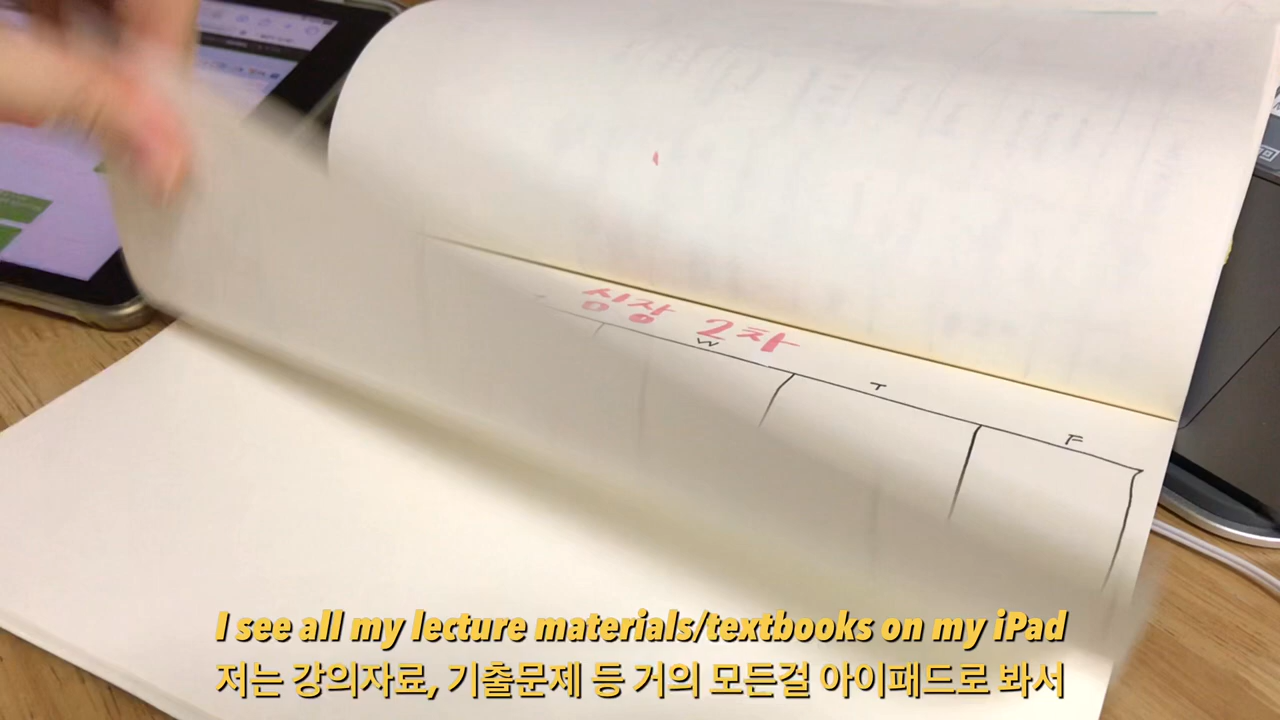 심장 2차
W T F
I see all my lecture materials/textbooks on my iPad
저는 강의자료, 기출문제 등 거의 모든걸 아이패드로 봐서